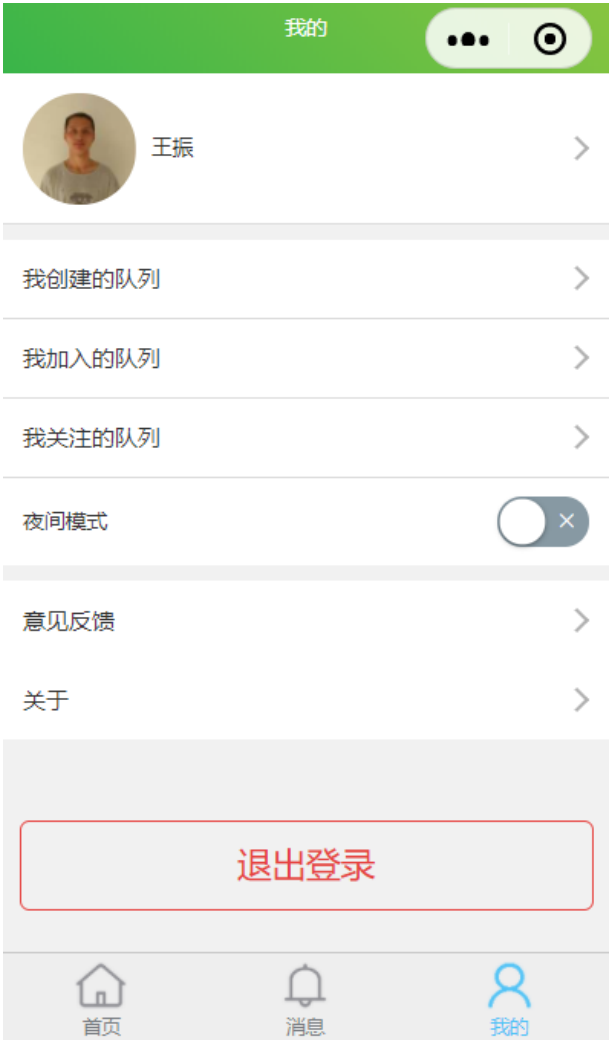 我的
王振
我创建的队列
我加入的队列
我关注的队列
夜间模式
意见反馈
关于
退出登录
首页
消息
我的